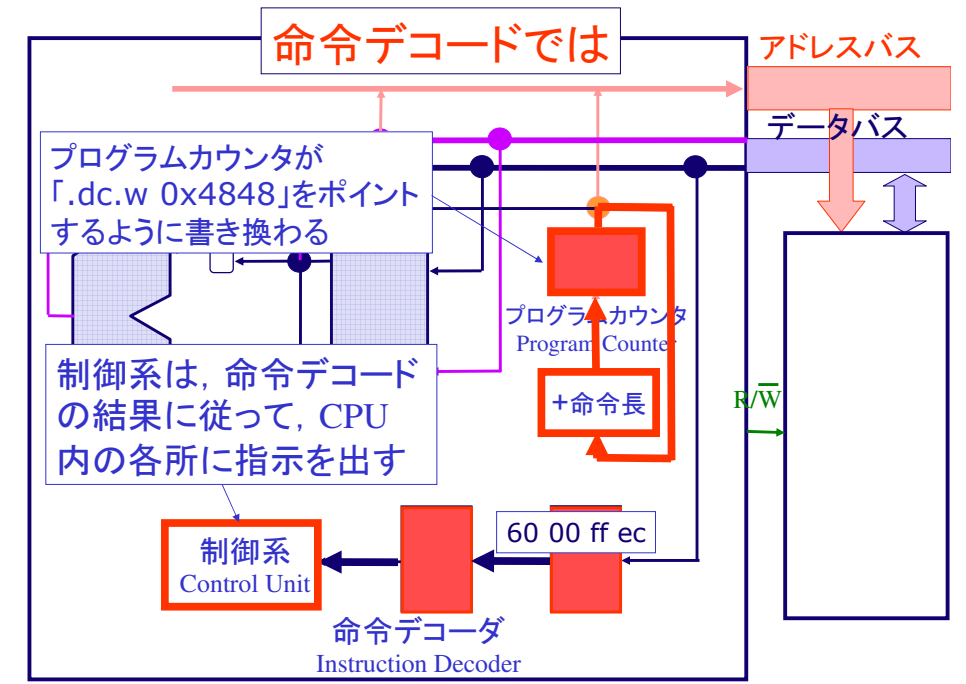 命令デコードでは
アドレスバス
データバス
プログラムカウンタが
「.dc.w 0x4848」をポイント
するように書き換わる
プログラムカウンタ
Program Counter
制御系は，命令デコード
の結果に従って，CPU
内の各所に指示を出す
+命令長
R/W̅
60 00 ff ec
制御系
Control Unit
命令デコーダ
Instruction Decoder